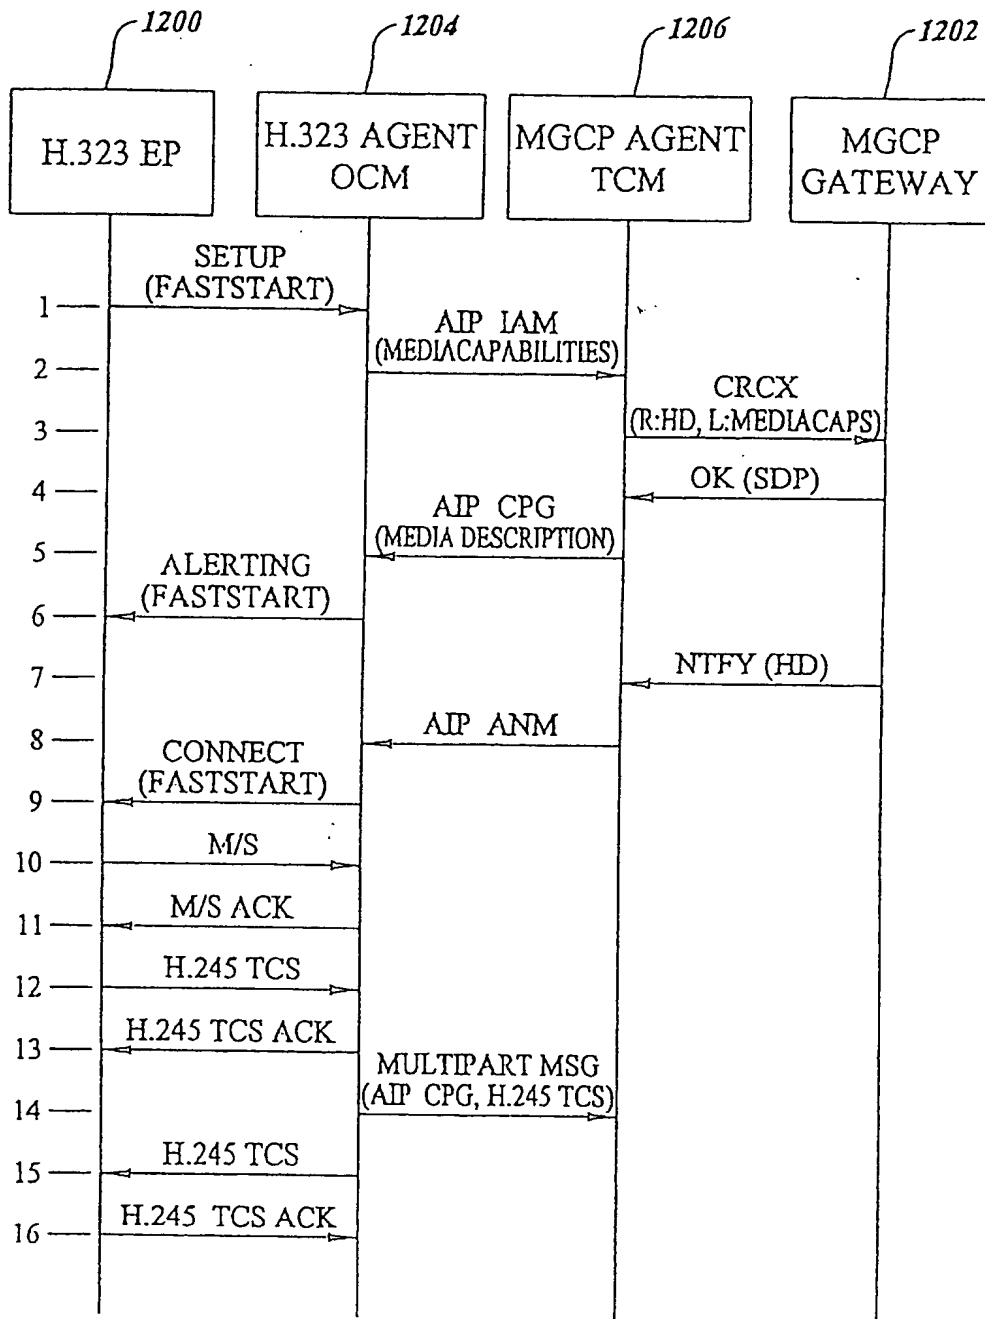 1200
1204
1206
1202
H.323 EP
H.323 AGENT
OCM
MGCP AGENT
TCM
MGCP
GATEWAY
SETUP
(FASTSTART)
1
AIP IAM
(MEDIACAPABILITIES)
2
CRCX
(R:HD, L:MEDIACAPS)
3
OK (SDP)
4
AIP CPG
(MEDIA DESCRIPTION)
5
ALERTING
(FASTSTART)
6
NTFY (HD)
7
AIP ANM
8
CONNECT
(FASTSTART)
9
M/S
10
M/S ACK
11
H.245 TCS
12
H.245 TCS ACK
13
MULTIPART MSG
(AIP CPG, H.245 TCS)
14
H.245 TCS
15
H.245 TCS ACK
16